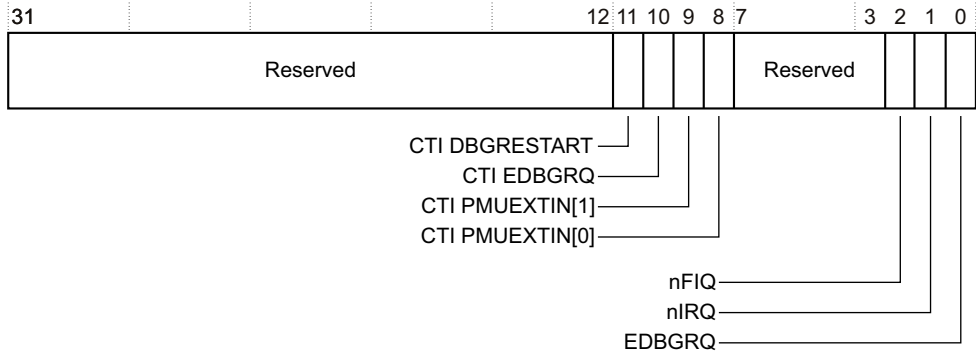 31 12 11 10 9 8 7 3 2 1 0
Reserved Reserved
CTI DBGRESTART
CTI EDBGRQ
CTI PMUEXTIN[1]
CTI PMUEXTIN[0]
nFIQ
nIRQ
EDBGRQ